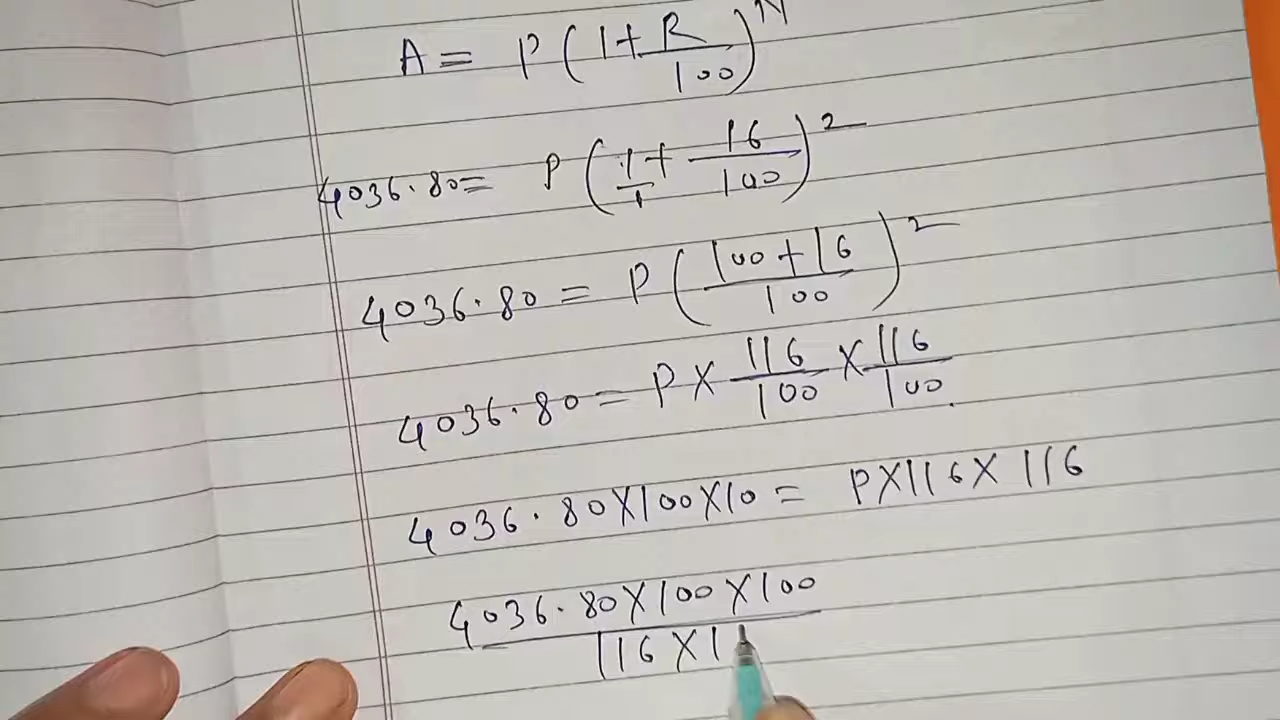 A = P(1+R/100)^N
4036.80= P(1/1+16/100)^2
4036.80 = P(100+16/100)^2
4036.80 = P×116/100×116/100
4036.80×100×10 = P×116×116
4036.80×100×100
116×1